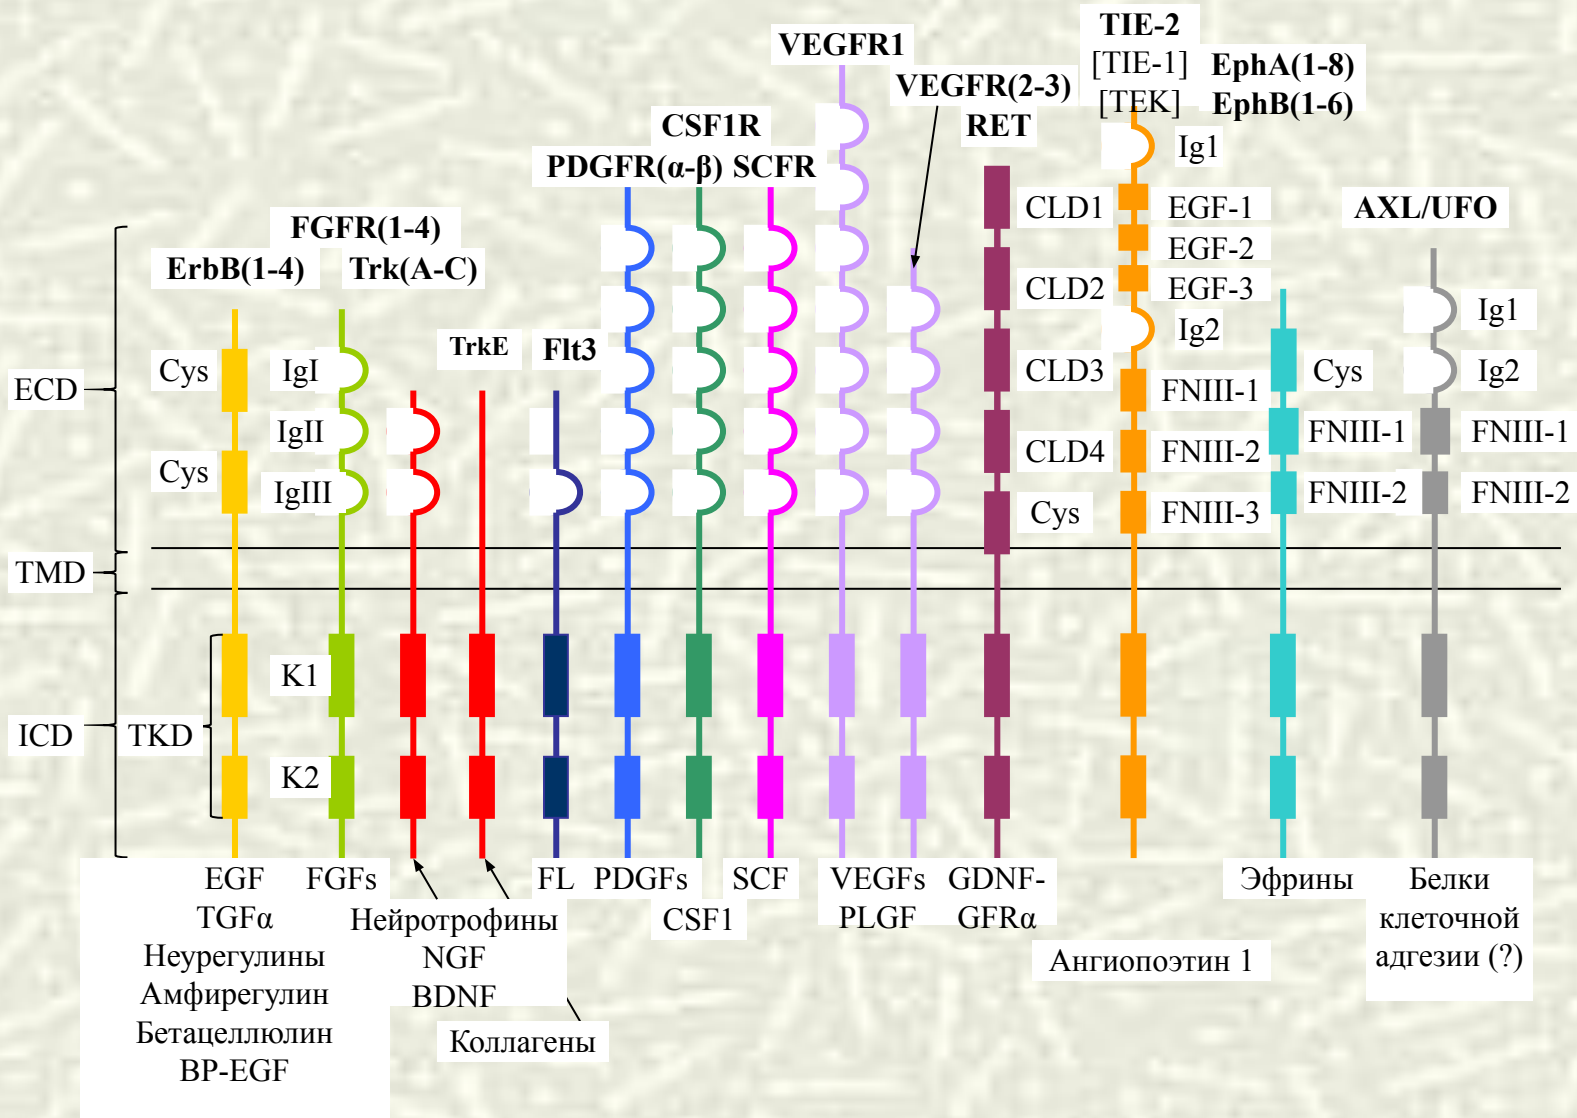 TIE-2
VEGFR1
[TIE-1]
EphA(1-8)
VEGFR(2-3)
[TEK]
EphB(1-6)
CSF1R
RET
Ig1
PDGFR(α-β)
SCFR
CLD1
EGF-1
AXL/UFO
FGFR(1-4)
EGF-2
ErbB(1-4)
Trk(A-C)
CLD2
EGF-3
Ig1
TrkE
Flt3
Ig2
ECD
Cys
IgI
CLD3
FNIII-1
Cys
Ig2
IgII
CLD4
FNIII-2
FNIII-1
FNIII-1
Cys
IgIII
Cys
FNIII-3
FNIII-2
FNIII-2
TMD
K1
ICD
TKD
K2
EGF
TGFα
Неурегулины
Амфирегулин
Бетацеллюлин
BP-EGF
FGFs
Нейротрофины
NGF
BDNF
Коллагены
FL
PDGFs
CSF1
SCF
VEGFs
PLGF
GDNF-
GFRα
Ангиопоэтин 1
Эфрины
Белки
клеточной
адгезии (?)